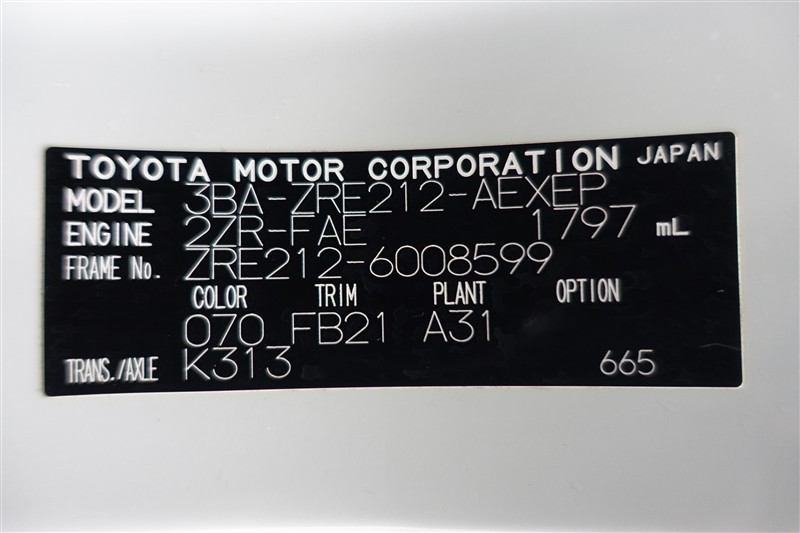 TOYOTA MOTOR CORPORATION JAPAN
MODEL 3BA-ZRE212-AEXEP
ENGINE 2ZR-FAE 1797 mL
FRAME No. ZRE212-6008599
COLOR TRIM PLANT OPTION
070 FB21 A31
TRANS./AXLE K313 665